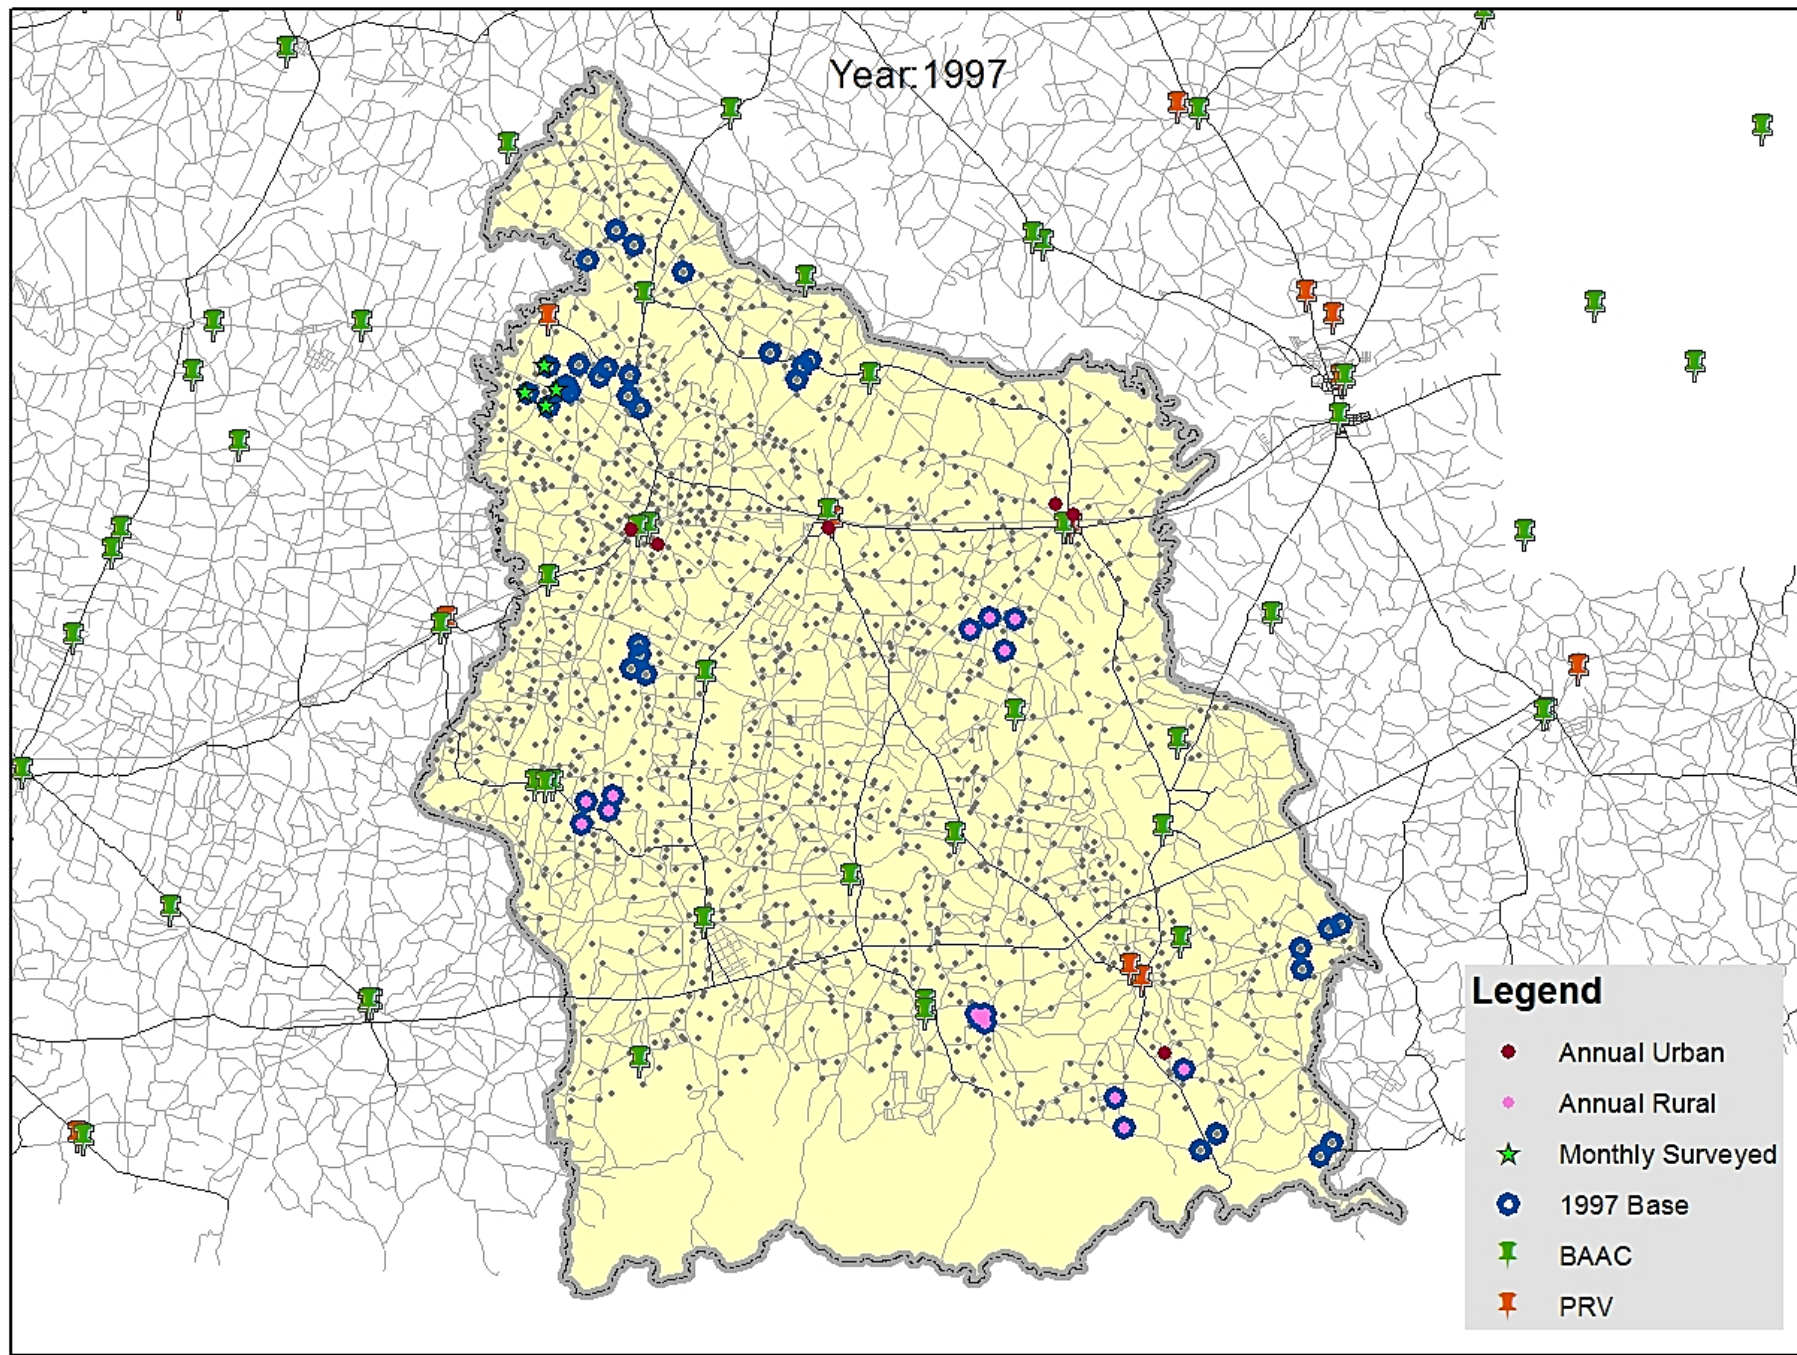 Year:1997
Legend
Annual Urban
Annual Rural
Monthly Surveyed
1997 Base
BAAC
PRV